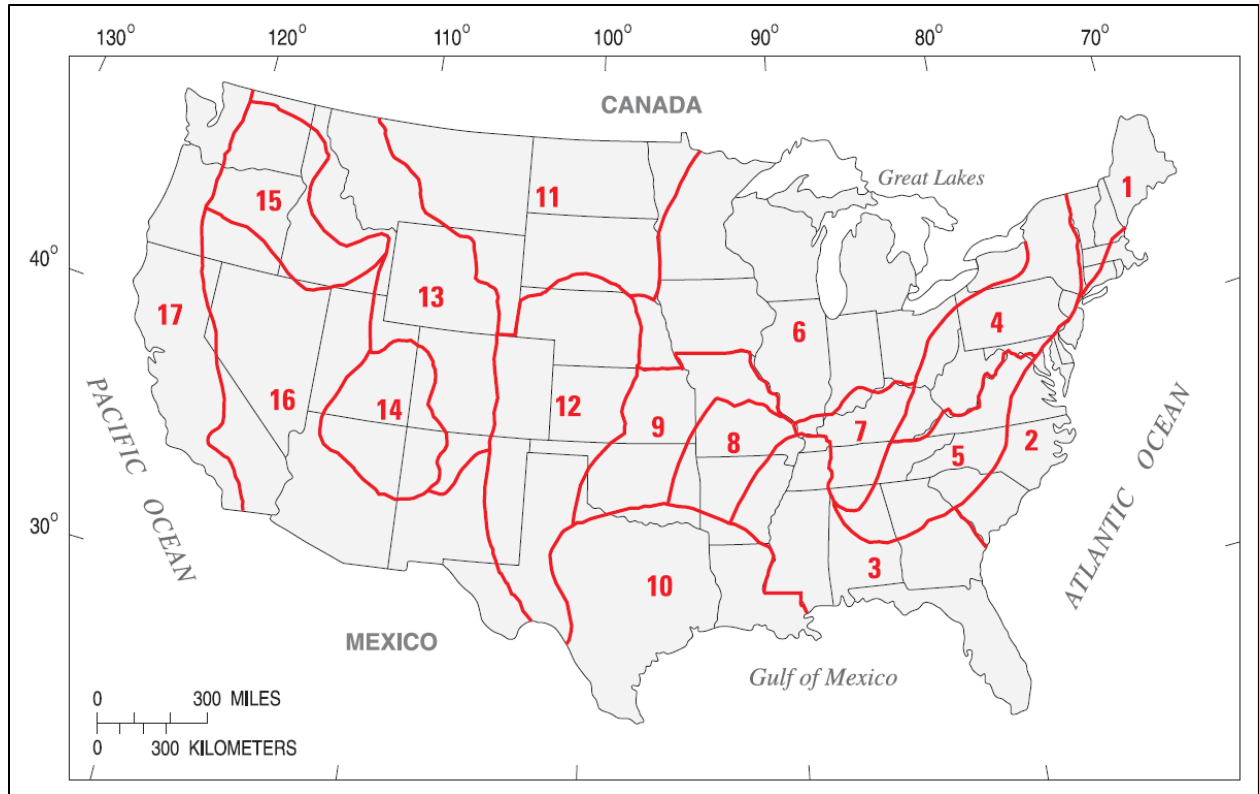 130° 120° 110° 100° 90° 80° 70°
CANADA
Great Lakes
1
11
15
40° 40°
13
17
4
6
16
14
12
9
7
8
2
5
PACIFIC OCEAN
ATLANTIC OCEAN
30°
3
10
MEXICO
Gulf of Mexico
0 300 MILES
0 300 KILOMETERS